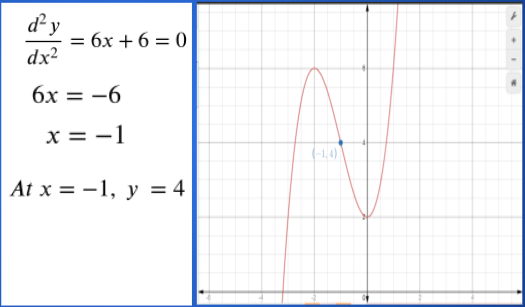 d²y/dx² = 6x + 6 = 0
6x = −6
x = −1
At x = −1, y = 4
(−1, 4)